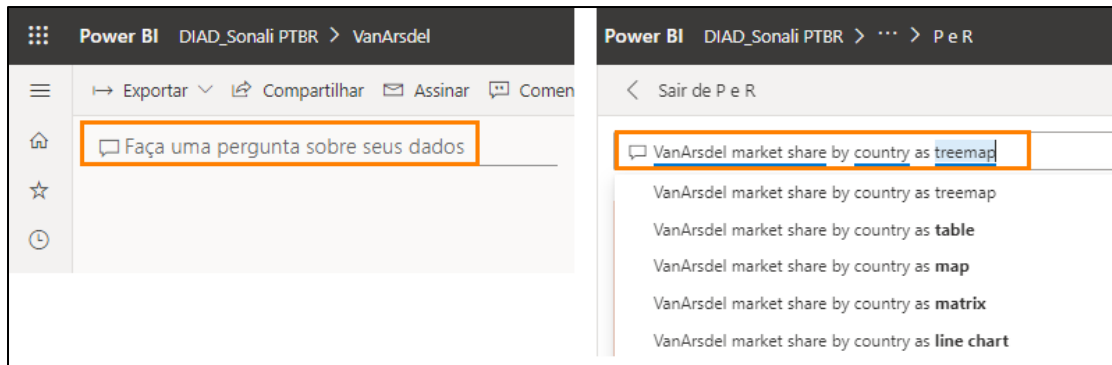 Power BI DIAD_Sonali PTBR > VanArsdel
Exportar Compartilhar Assinar Comen
Faça uma pergunta sobre seus dados
Power BI DIAD_Sonali PTBR > ··· > P e R
Sair de P e R
VanArsdel market share by country as treemap
VanArsdel market share by country as treemap
VanArsdel market share by country as table
VanArsdel market share by country as map
VanArsdel market share by country as matrix
VanArsdel market share by country as line chart